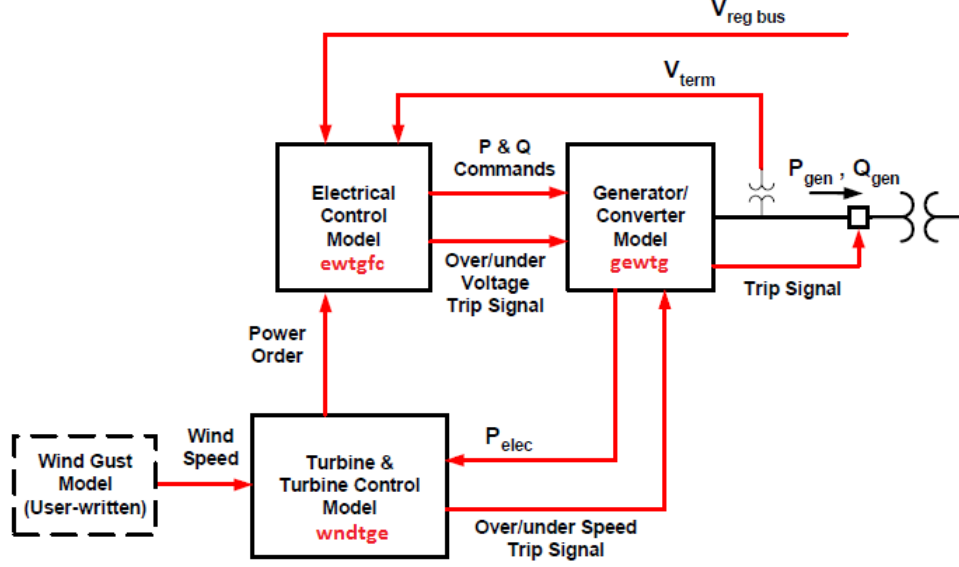 V reg bus
V term
P & Q
Commands
P gen , Q gen
Electrical
Control
Model
ewtgfc
Generator/
Converter
Model
gewtg
Over/under
Voltage
Trip Signal
Trip Signal
Power
Order
Wind
Speed
P elec
Wind Gust
Model
(User-written)
Turbine &
Turbine Control
Model
wndtge
Over/under Speed
Trip Signal